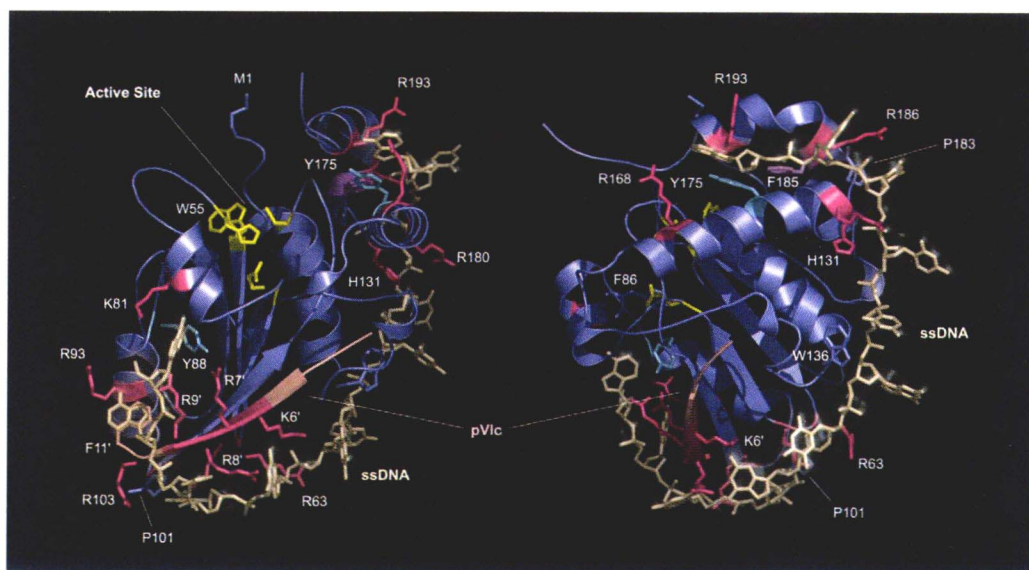 M1
R193
Active Site
Y175
W55
R180
H131
K81
Y88
R93
R7'
R9'
K6'
F11'
R8'
ssDNA
R103
R63
P101
pVIc
R193
R186
P183
R168
Y175
F185
H131
F86
ssDNA
W136
K6'
R63
P101